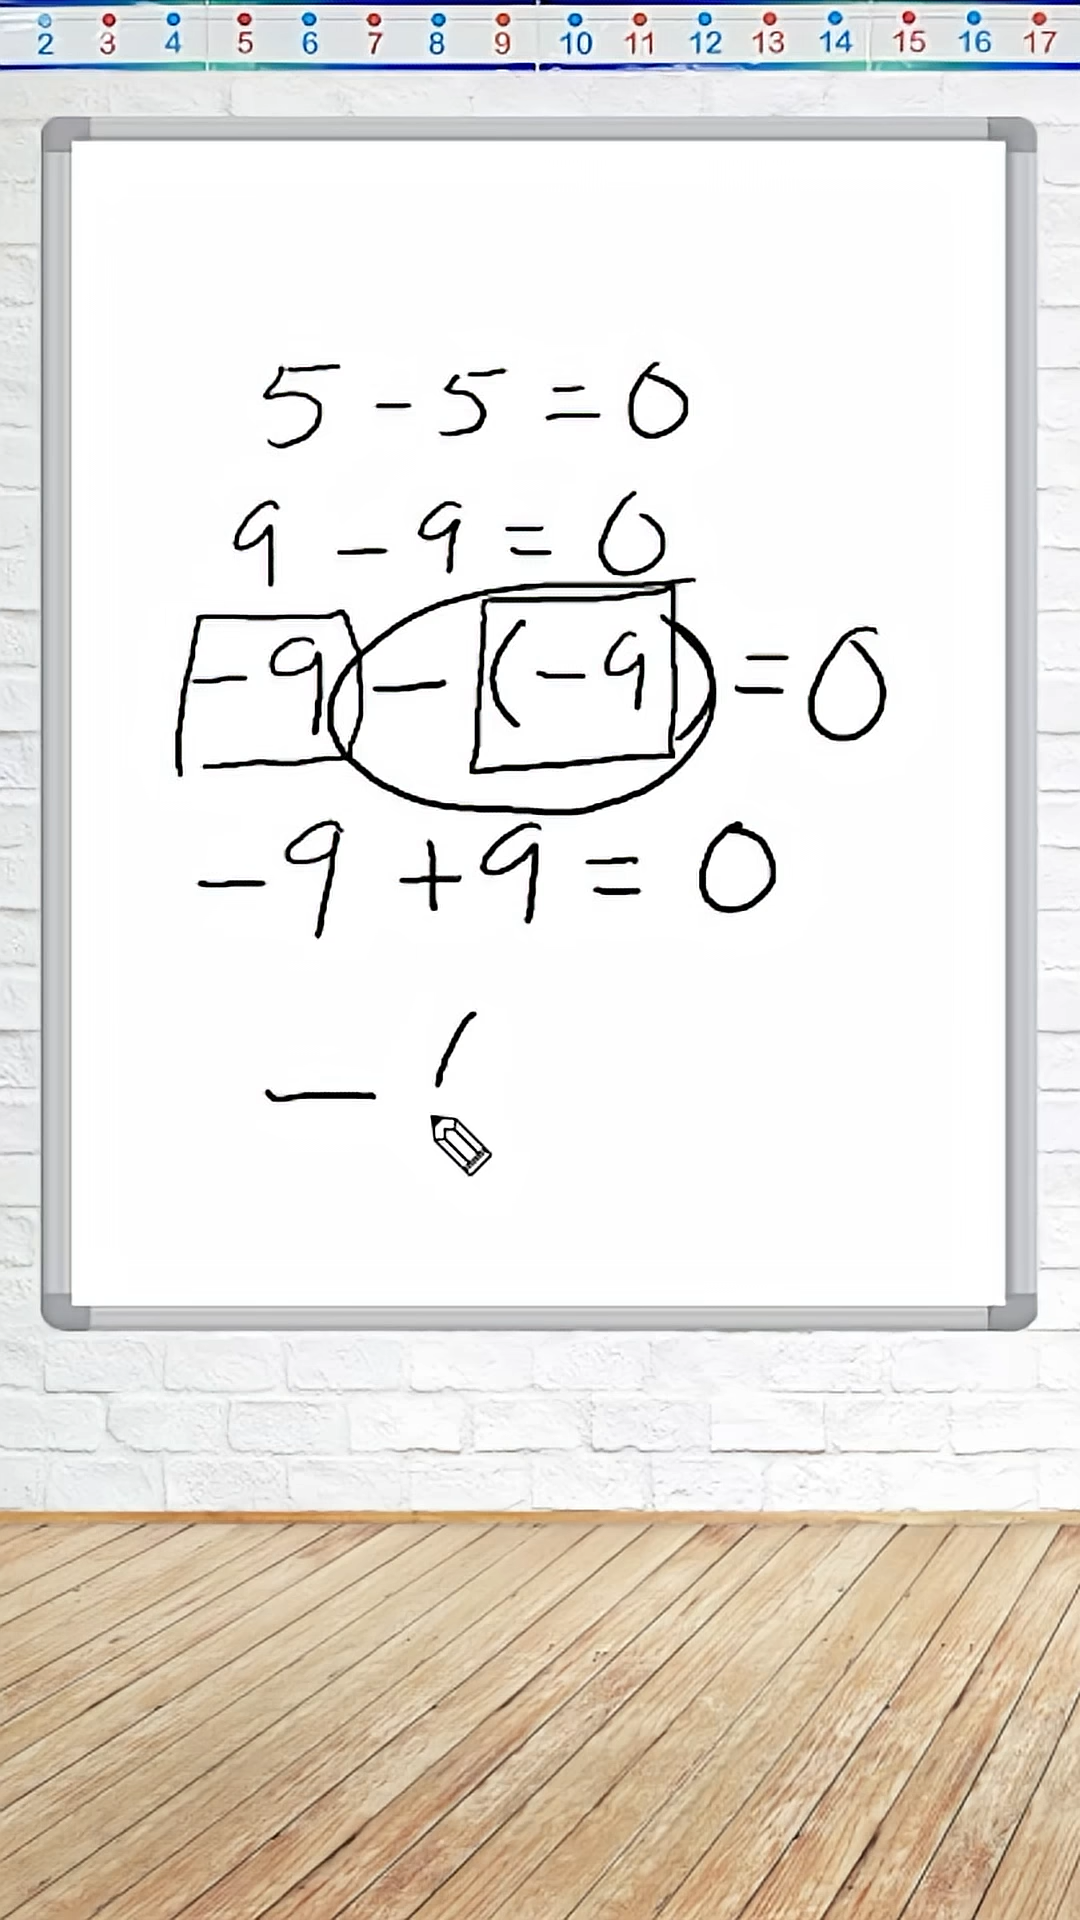 2 3 4 5 6 7 8 9 10 11 12 13 14 15 16 17
5 - 5 = 0
9 - 9 = 0
-9 - (-9) = 0
-9 + 9 = 0
- (